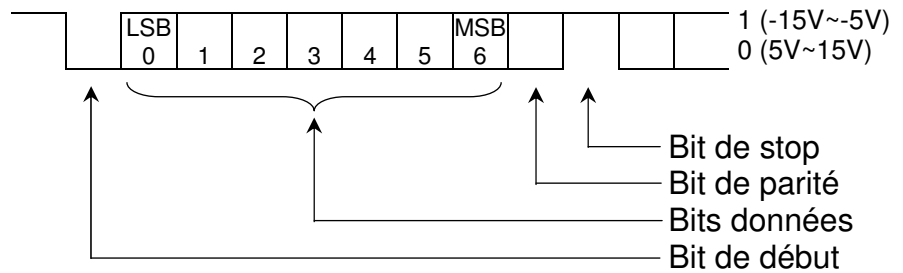 LSB MSB 1 (-15V~-5V)
0 1 2 3 4 5 6 0 (5V~15V)
Bit de stop
Bit de parité
Bits données
Bit de début